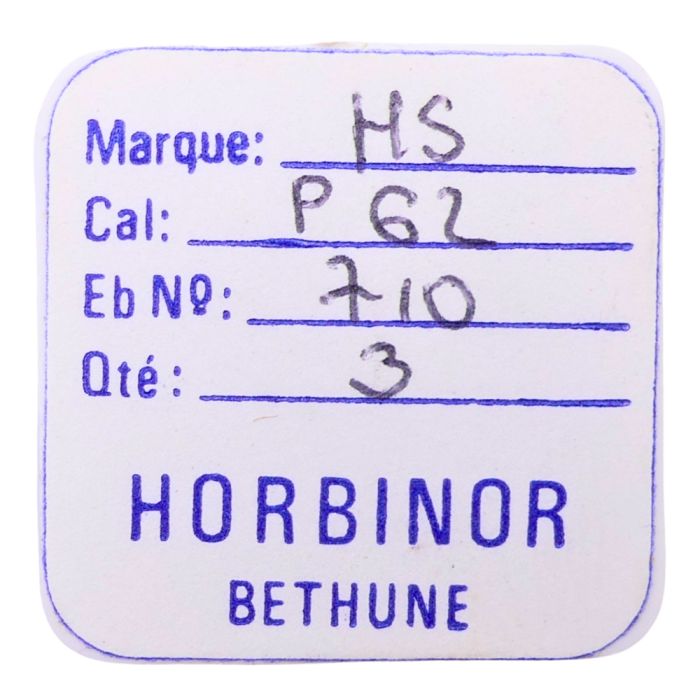 Marque: HS
Cal: P 62
Eb Nº: 710
Qté: 3
HORBINOR
BETHUNE